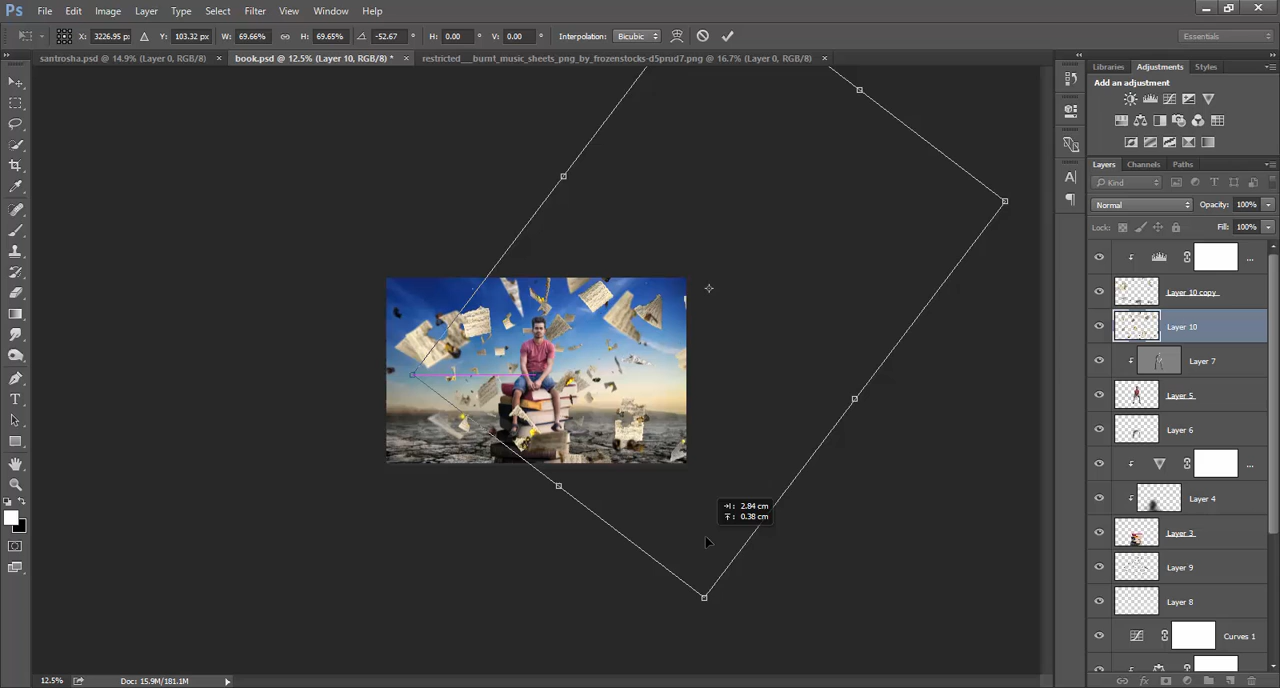 Ps File Edit Image Layer Type Select Filter View Window Help
X: 3226.95 px Y: 103.32 px W: 69.66% H: 69.65% -52.67 ° H: 0.00 ° V: 0.00 ° Interpolation: Bicubic Essentials
santrosha.psd @ 14.9% (Layer 0, RGB/8) × book.psd @ 12.5% (Layer 10, RGB/8) * × restricted__burnt_music_sheets_png_by_frozenstocks-d5prud7.png @ 16.7% (Layer 0, RGB/8) ×
Libraries Adjustments Styles
Add an adjustment
Layers Channels Paths
Kind
Normal Opacity: 100%
Lock: Fill: 100%
...
Layer 10 copy
Layer 10
Layer 7
Layer 5
Layer 6
...
Layer 4
Layer 3
Layer 9
Layer 8
Curves 1
...
→|: 2.84 cm
↑: 0.38 cm
12.5% Doc: 15.9M/181.1M